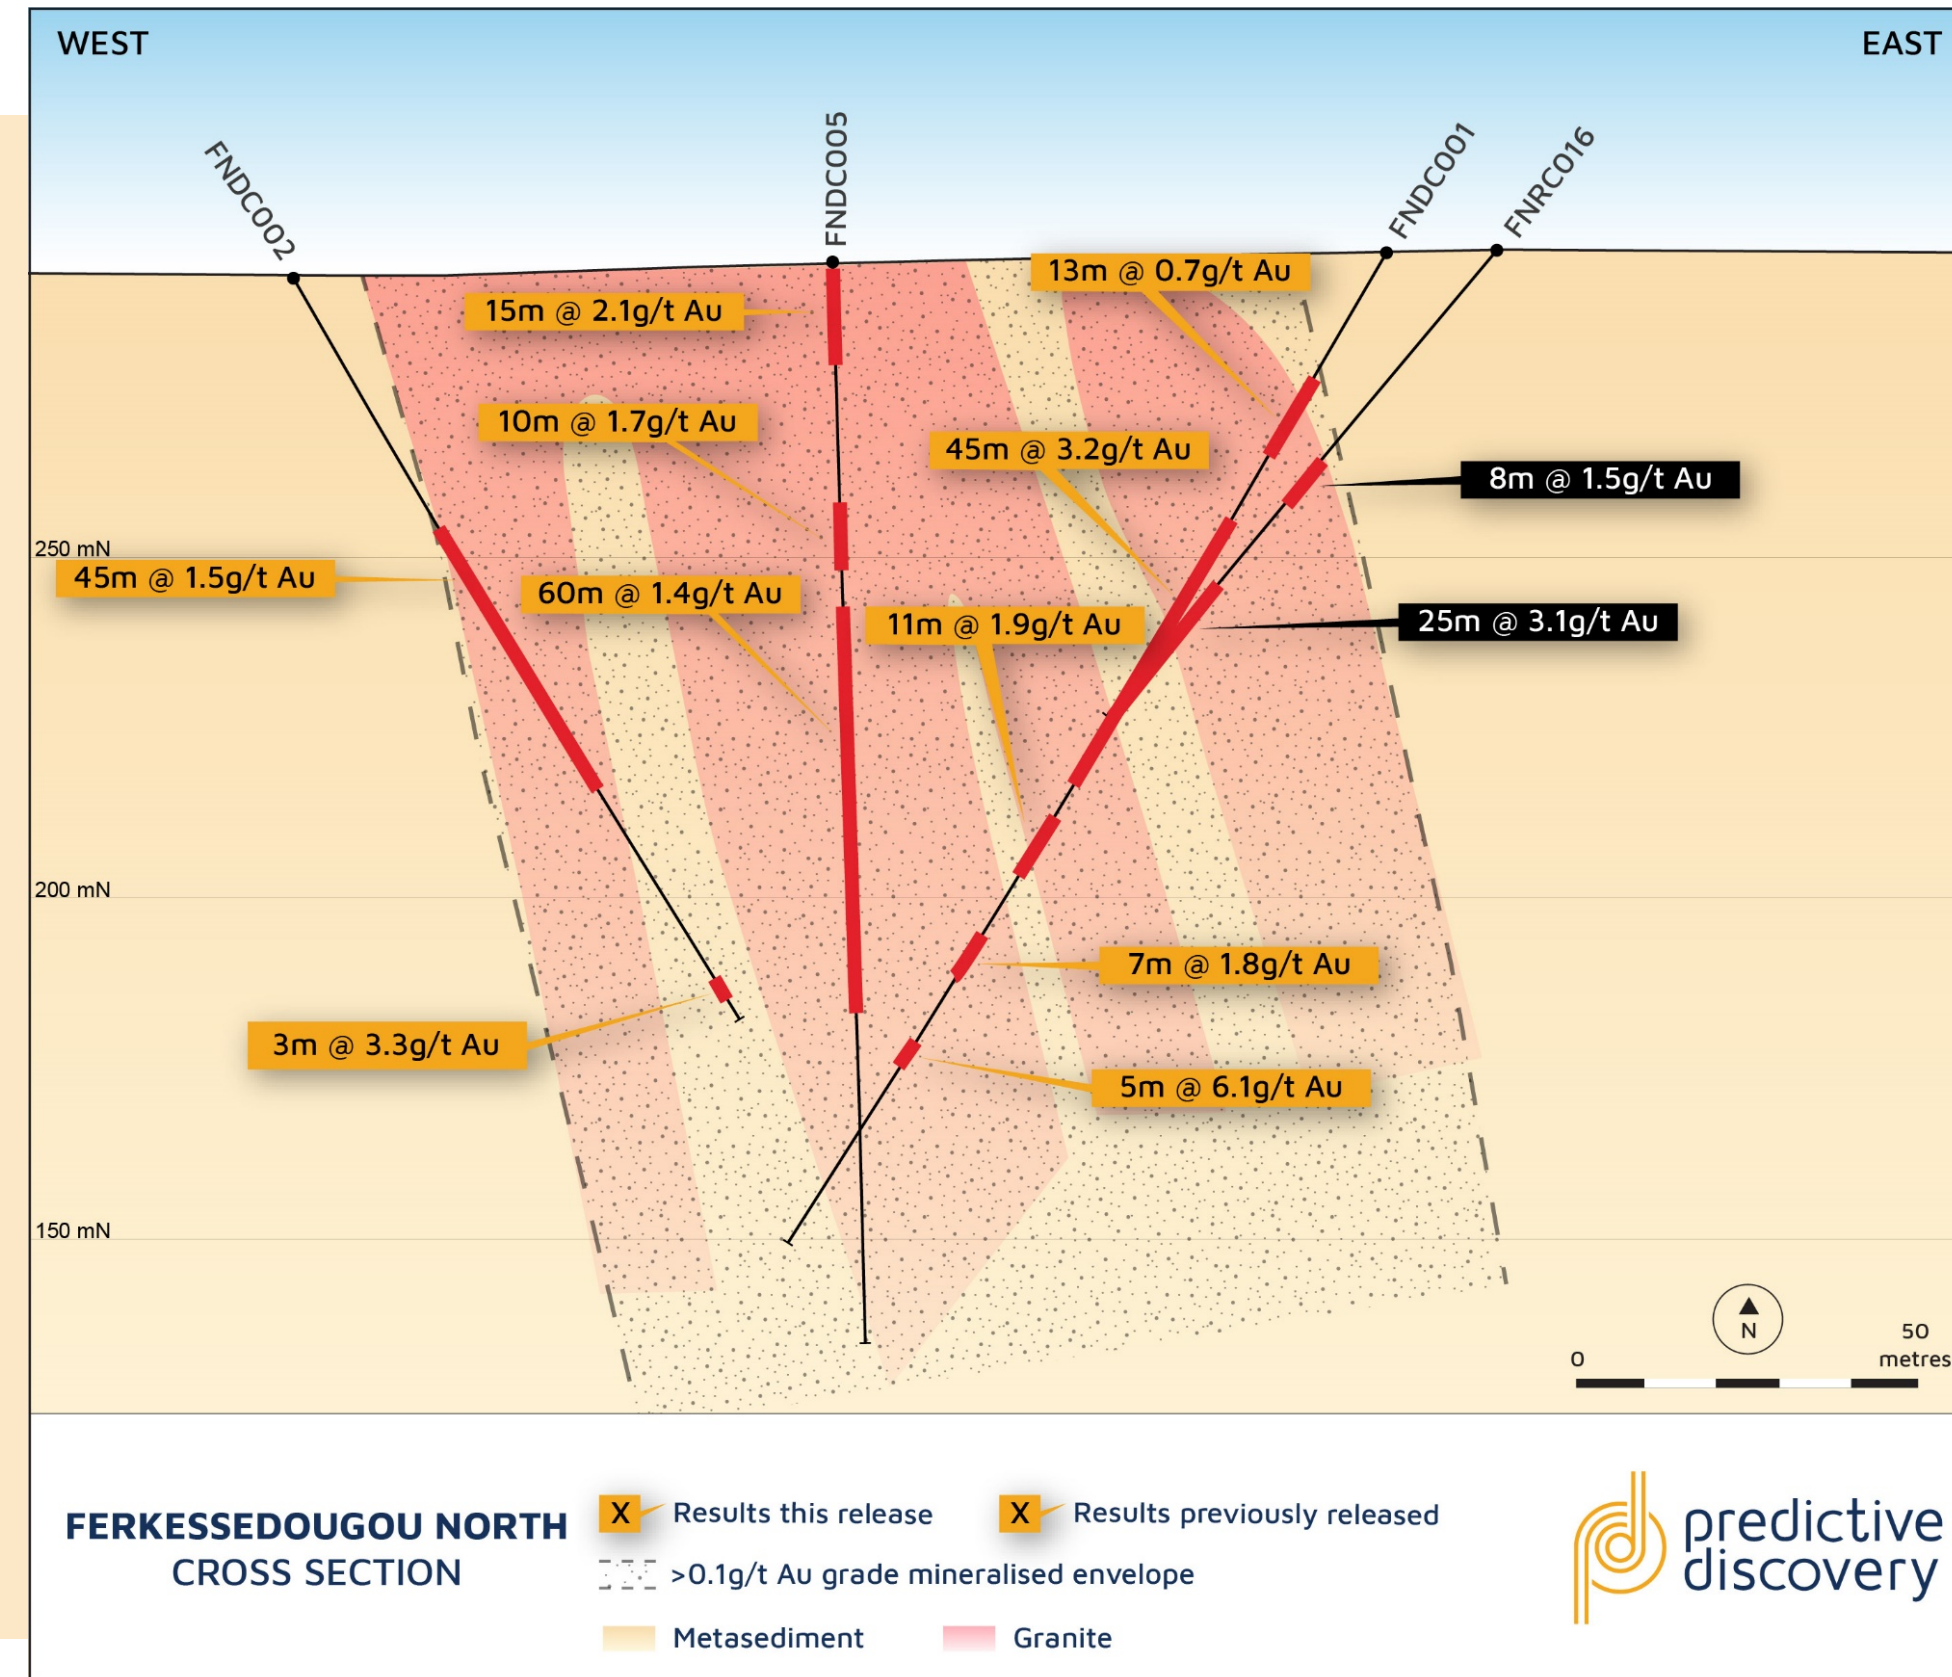 WEST
EAST
FNDC002
FNDC005
FNDC001
FNRC016
13m @ 0.7g/t Au
15m @ 2.1g/t Au
10m @ 1.7g/t Au
45m @ 3.2g/t Au
8m @ 1.5g/t Au
250 mN
45m @ 1.5g/t Au
60m @ 1.4g/t Au
11m @ 1.9g/t Au
25m @ 3.1g/t Au
200 mN
7m @ 1.8g/t Au
3m @ 3.3g/t Au
5m @ 6.1g/t Au
150 mN
N
0
50
metres
FERKESSEDOUGOU NORTH
CROSS SECTION
X Results this release
X Results previously released
>0.1g/t Au grade mineralised envelope
Metasediment
Granite
predictive
discovery